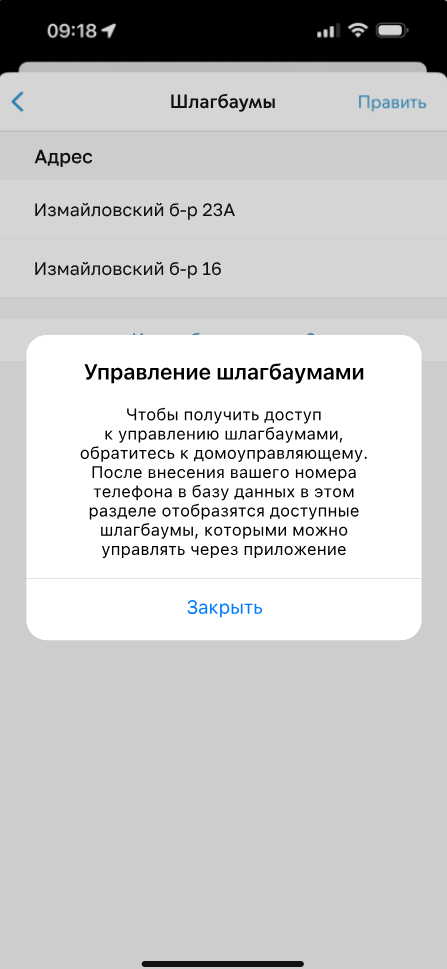 09:18
Шлагбаумы
Править
Адрес
Измайловский б-р 23А
Измайловский б-р 16
Управление шлагбаумами
Чтобы получить доступ
к управлению шлагбаумами,
обратитесь к домоуправляющему.
После внесения вашего номера
телефона в базу данных в этом
разделе отобразятся доступные
шлагбаумы, которыми можно
управлять через приложение
Закрыть